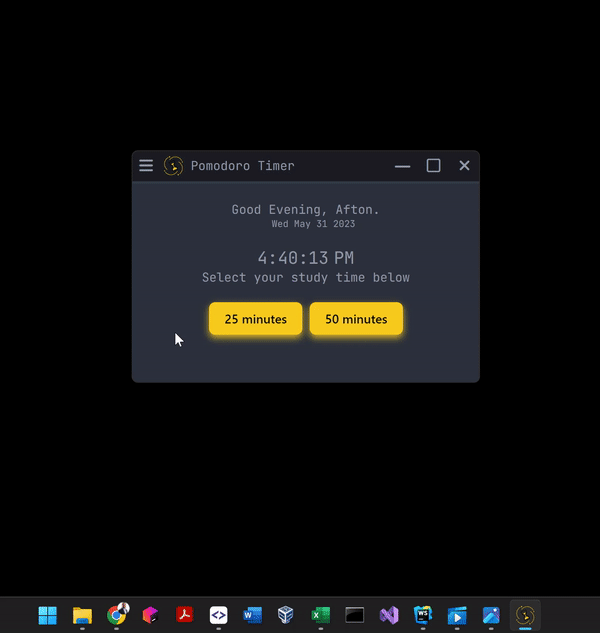 Pomodoro Timer
Good Evening, Afton.
Wed May 31 2023
4:40:13 PM
Select your study time below
25 minutes
50 minutes
W
WS